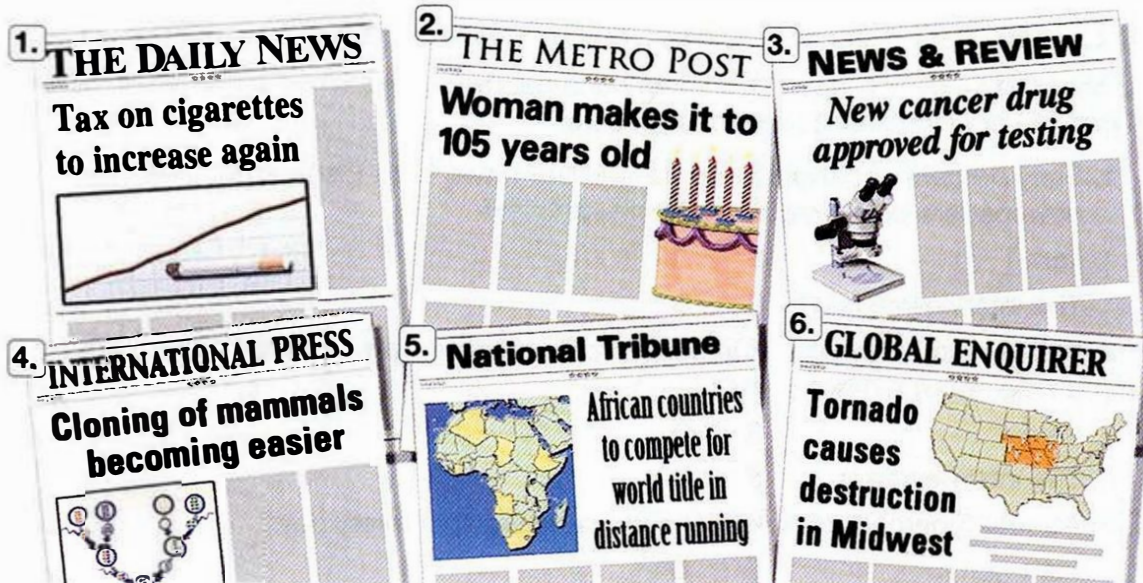 1.
THE DAILY NEWS
Tax on cigarettes
to increase again
2.
THE METRO POST
Woman makes it to
105 years old
3.
NEWS & REVIEW
New cancer drug
approved for testing
4.
INTERNATIONAL PRESS
Cloning of mammals
becoming easier
5.
National Tribune
African countries
to compete for
world title in
distance running
6.
GLOBAL ENQUIRER
Tornado
causes
destruction
in Midwest